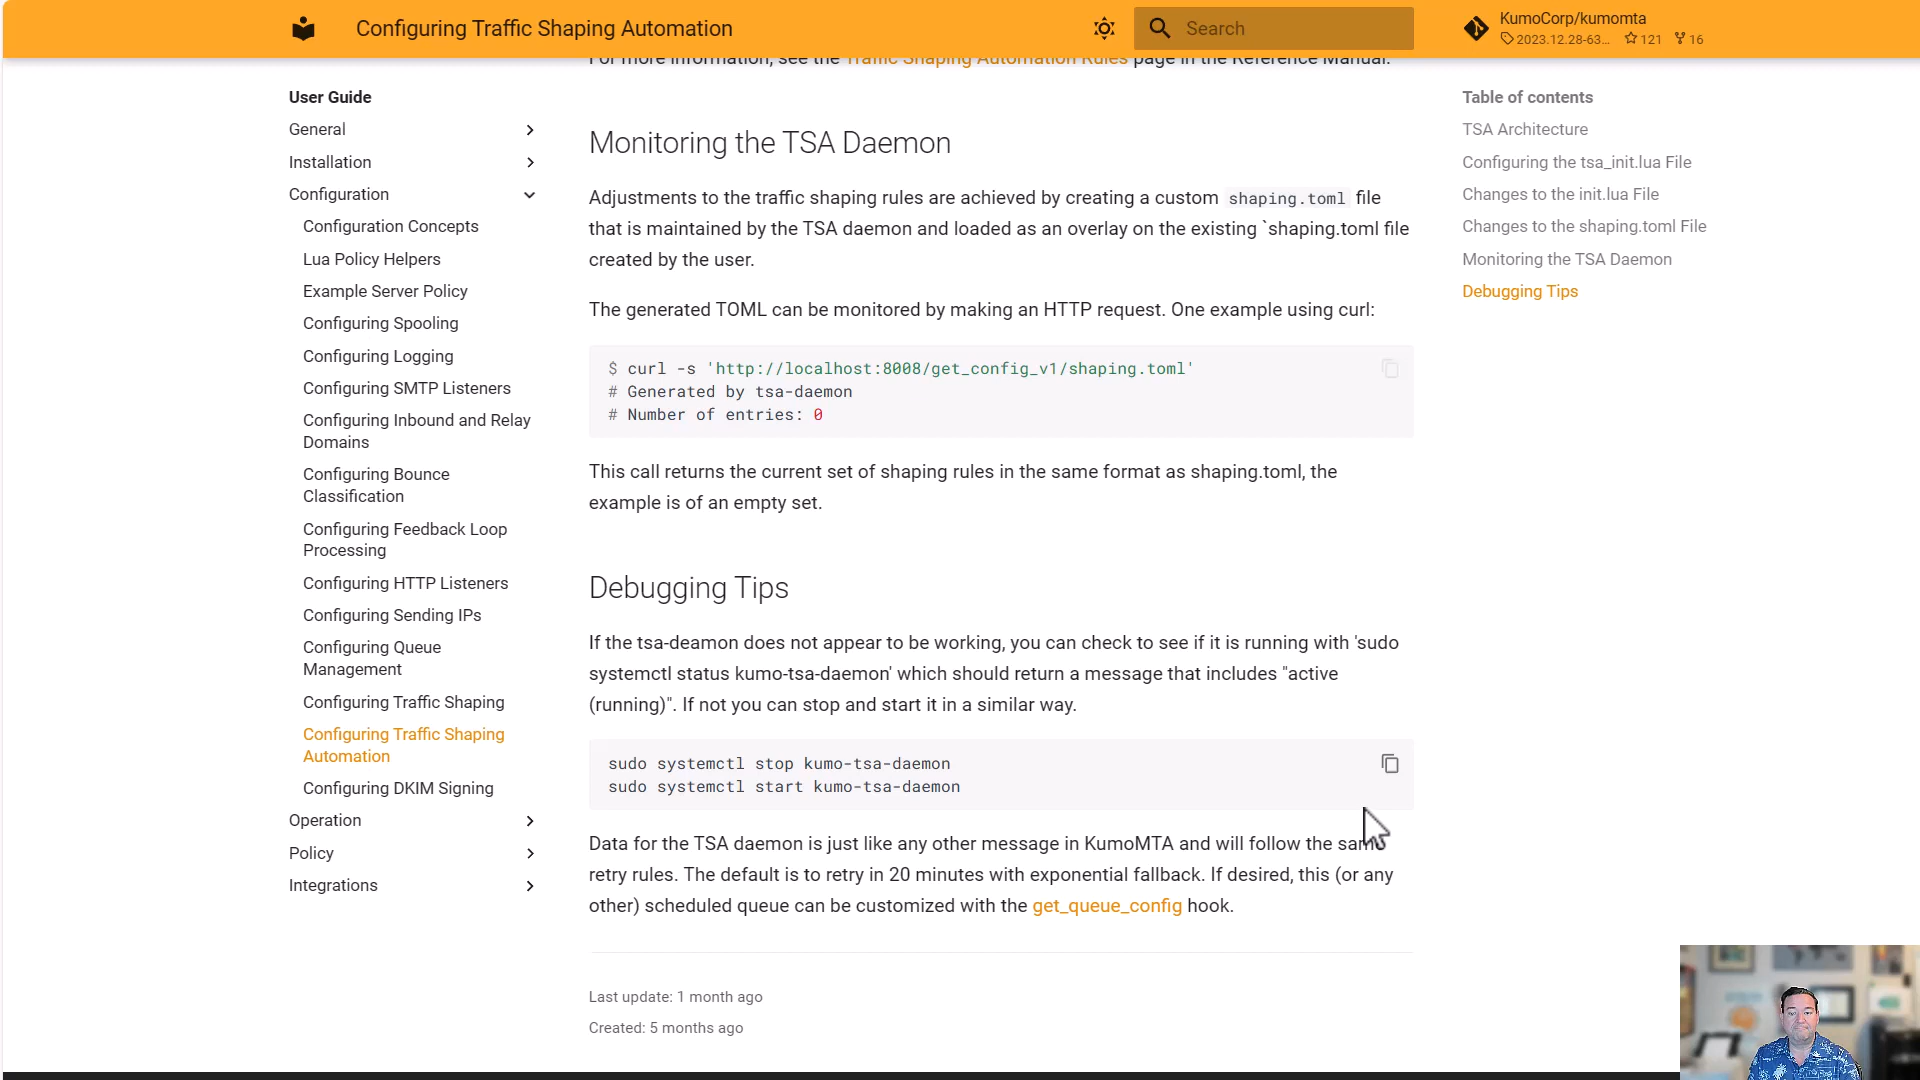 Configuring Traffic Shaping Automation
Search
KumoCorp/kumomta
2023.12.28-63... 121 16
For more information, see the Traffic Shaping Automation Rules page in the Reference Manual.
User Guide
General
Installation
Configuration
Configuration Concepts
Lua Policy Helpers
Example Server Policy
Configuring Spooling
Configuring Logging
Configuring SMTP Listeners
Configuring Inbound and Relay
Domains
Configuring Bounce
Classification
Configuring Feedback Loop
Processing
Configuring HTTP Listeners
Configuring Sending IPs
Configuring Queue
Management
Configuring Traffic Shaping
Configuring Traffic Shaping
Automation
Configuring DKIM Signing
Operation
Policy
Integrations
Monitoring the TSA Daemon
Adjustments to the traffic shaping rules are achieved by creating a custom shaping.toml file
that is maintained by the TSA daemon and loaded as an overlay on the existing `shaping.toml file
created by the user.
The generated TOML can be monitored by making an HTTP request. One example using curl:
$ curl -s 'http://localhost:8008/get_config_v1/shaping.toml'
# Generated by tsa-daemon
# Number of entries: 0
This call returns the current set of shaping rules in the same format as shaping.toml, the
example is of an empty set.
Debugging Tips
If the tsa-deamon does not appear to be working, you can check to see if it is running with 'sudo
systemctl status kumo-tsa-daemon' which should return a message that includes "active
(running)". If not you can stop and start it in a similar way.
sudo systemctl stop kumo-tsa-daemon
sudo systemctl start kumo-tsa-daemon
Data for the TSA daemon is just like any other message in KumoMTA and will follow the same
retry rules. The default is to retry in 20 minutes with exponential fallback. If desired, this (or any
other) scheduled queue can be customized with the get_queue_config hook.
Last update: 1 month ago
Created: 5 months ago
Table of contents
TSA Architecture
Configuring the tsa_init.lua File
Changes to the init.lua File
Changes to the shaping.toml File
Monitoring the TSA Daemon
Debugging Tips